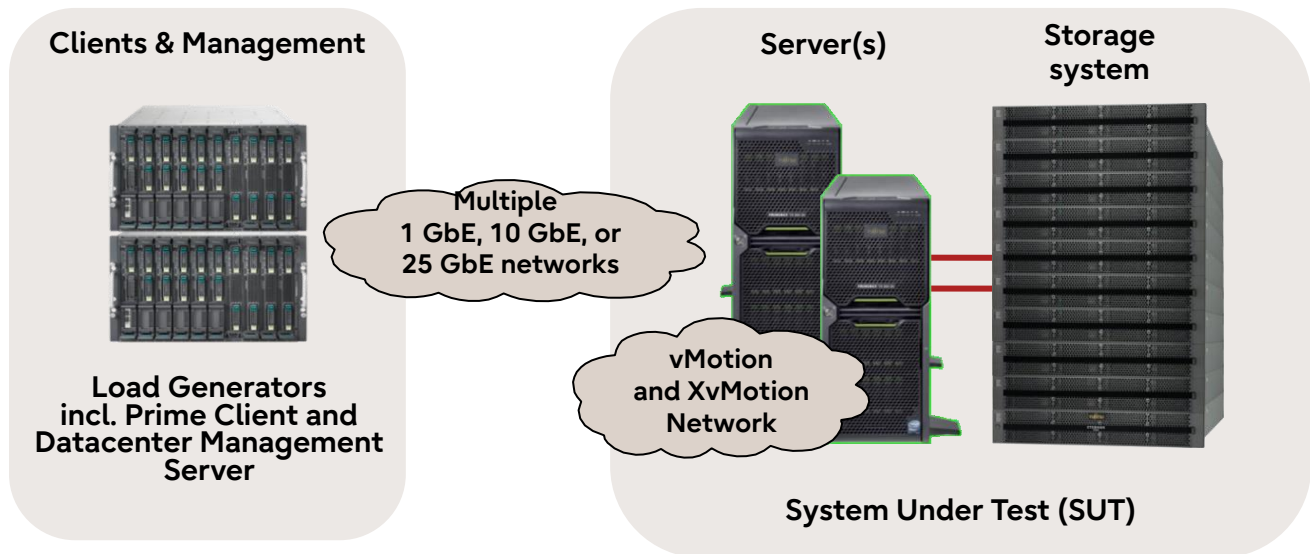 Clients & Management
Load Generators
incl. Prime Client and
Datacenter Management
Server
Multiple
1 GbE, 10 GbE, or
25 GbE networks
Server(s)
Storage
system
vMotion
and XvMotion
Network
System Under Test (SUT)